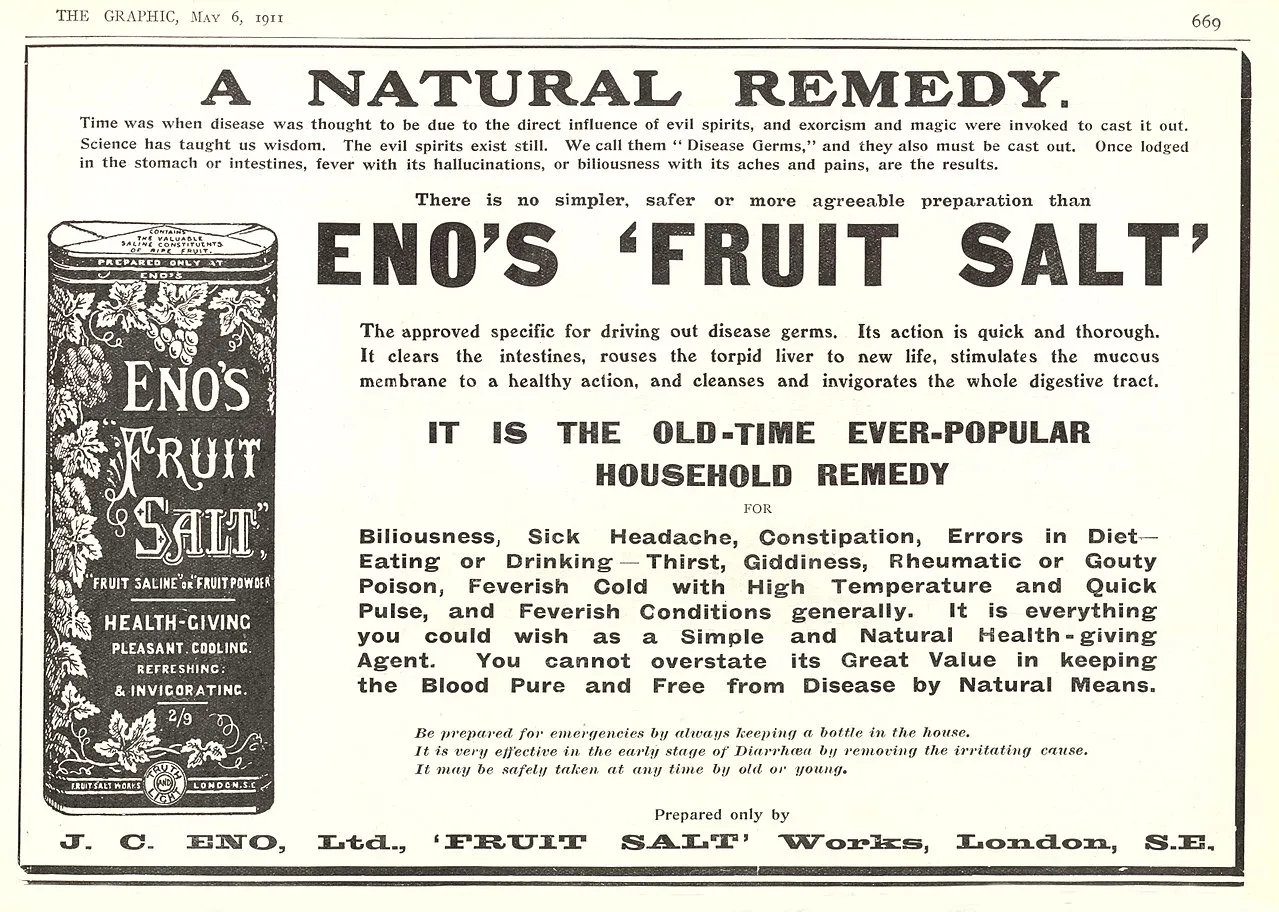 THE GRAPHIC, MAY 6, 1911
669
A NATURAL REMEDY.
Time was when disease was thought to be due to the direct influence of evil spirits, and exorcism and magic were invoked to cast it out.
Science has taught us wisdom. The evil spirits exist still. We call them “ Disease Germs,” and they also must be cast out. Once lodged
in the stomach or intestines, fever with its hallucinations, or biliousness with its aches and pains, are the results.
There is no simpler, safer or more agreeable preparation than
ENO’S ‘FRUIT SALT’
The approved specific for driving out disease germs. Its action is quick and thorough.
It clears the intestines, rouses the torpid liver to new life, stimulates the mucous
membrane to a healthy action, and cleanses and invigorates the whole digestive tract.
IT IS THE OLD-TIME EVER-POPULAR
HOUSEHOLD REMEDY
FOR
Biliousness, Sick Headache, Constipation, Errors in Diet—
Eating or Drinking — Thirst, Giddiness, Rheumatic or Gouty
Poison, Feverish Cold with High Temperature and Quick
Pulse, and Feverish Conditions generally. It is everything
you could wish as a Simple and Natural Health-giving
Agent. You cannot overstate its Great Value in keeping
the Blood Pure and Free from Disease by Natural Means.
Be prepared for emergencies by always keeping a bottle in the house.
It is very effective in the early stage of Diarrhœa by removing the irritating cause.
It may be safely taken at any time by old or young.
CONTAINS
THE VALUABLE
SALINE CONSTITUENTS
OF RIPE FRUIT.
PREPARED ONLY AT
ENO'S
ENO'S
"FRUIT
SALT,"
"FRUIT SALINE" OR "FRUIT POWDER
HEALTH-GIVING
PLEASANT. COOLING.
REFRESHING:
& INVIGORATING.
2/9
FRUIT SALT WORKS
TRUTH
AND
LIGHT
LONDON. S.E
Prepared only by
J. C. ENO, Ltd., ‘FRUIT SALT’ Works, London, S.E.